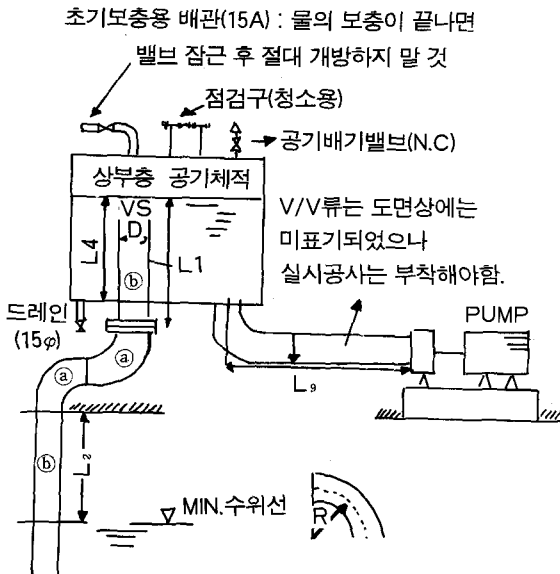 초기보충용 배관(15A) : 물의 보충이 끝나면
밸브 잠근 후 절대 개방하지 말 것
점검구(청소용)
공기배기밸브(N.C)
상부층 공기체적
VS
D
L4
L1
ⓑ
V/V류는 도면상에는
미표기되었으나
실시공사는 부착해야함.
드레인
(15φ)
PUMP
ⓐ
ⓐ
L₉
ⓑ
L₂
MIN.수위선
R